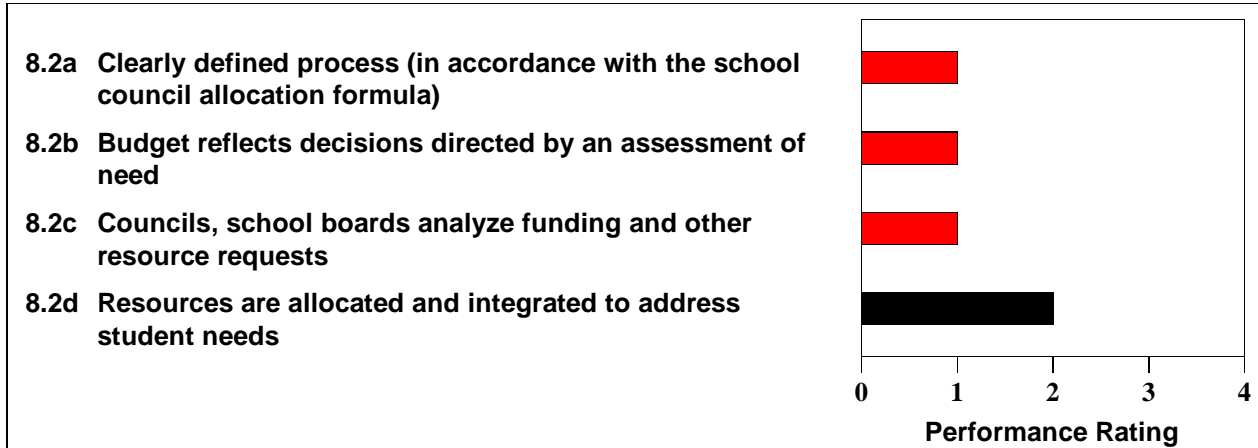 8.2a Clearly defined process (in accordance with the school
council allocation formula)
8.2b Budget reflects decisions directed by an assessment of
need
8.2c Councils, school boards analyze funding and other
resource requests
8.2d Resources are allocated and integrated to address
student needs
0 1 2 3 4
Performance Rating